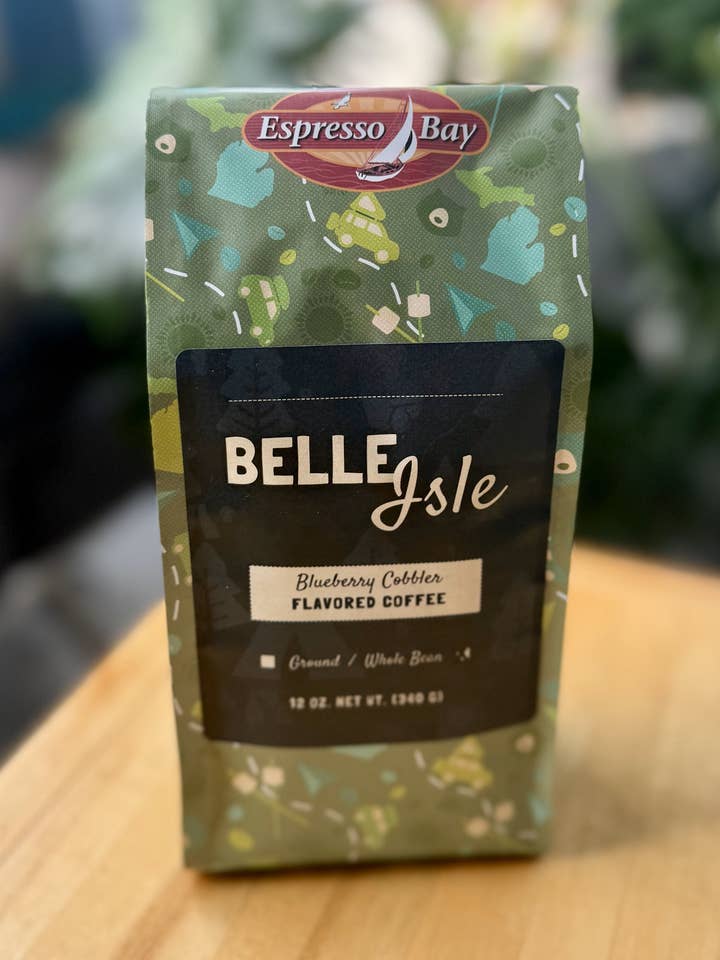 Espresso Bay
BELLE
Isle
Blueberry Cobbler
FLAVORED COFFEE
Ground / Whole Bean
12 OZ. NET WT. (340 G)